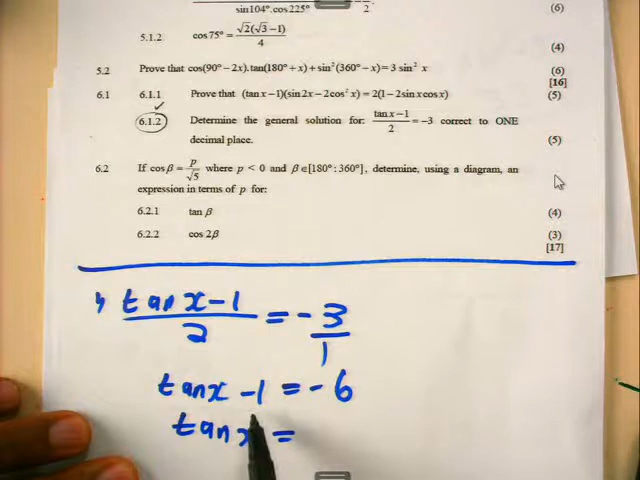 sin104°.cos225° 2
(6)
5.1.2 cos 75° = √2(√3−1)/4
(4)
5.2 Prove that cos(90°−2x).tan(180°+x)+sin²(360°−x)=3 sin² x (6)
[16]
6.1 6.1.1 Prove that (tan x−1)(sin 2x−2cos² x)=2(1−2sin x cos x) (5)
6.1.2 Determine the general solution for: tan x−1/2 = −3 correct to ONE
decimal place. (5)
6.2 If cos β = p/√5 where p < 0 and β∈[180°;360°], determine, using a diagram, an
expression in terms of p for:
6.2.1 tan β (4)
6.2.2 cos 2β (3)
[17]
tan x − 1/2 = − 3/1
tan x − 1 = − 6
tan x =